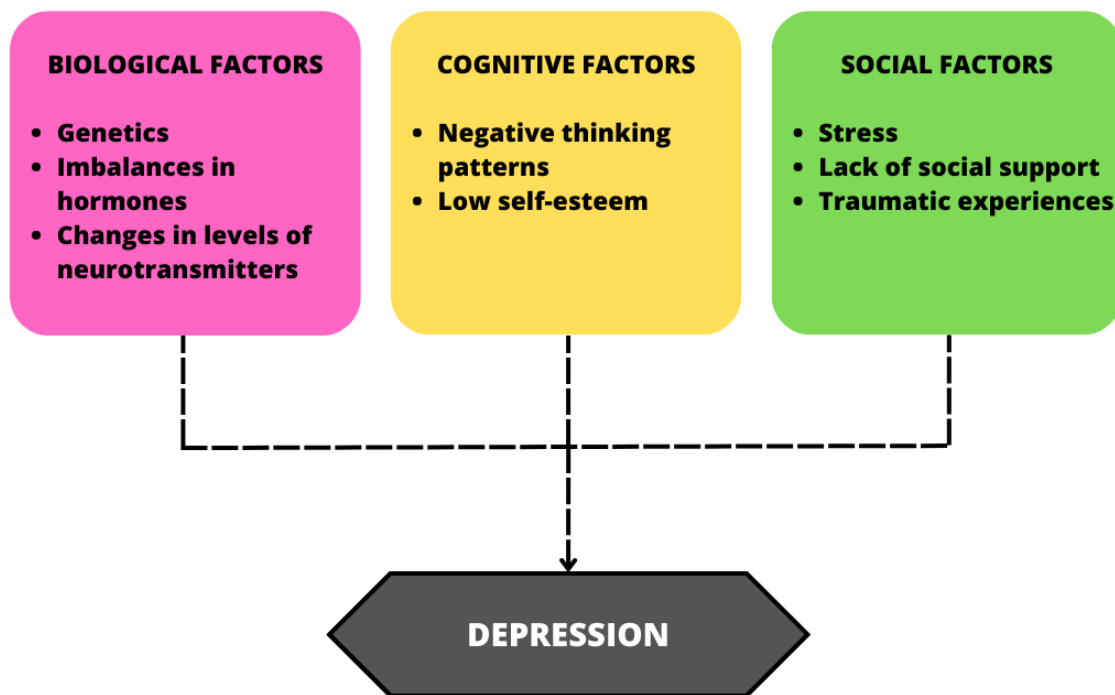 BIOLOGICAL FACTORS
• Genetics
• Imbalances in
hormones
• Changes in levels of
neurotransmitters
COGNITIVE FACTORS
• Negative thinking
patterns
• Low self-esteem
SOCIAL FACTORS
• Stress
• Lack of social support
• Traumatic experiences
DEPRESSION